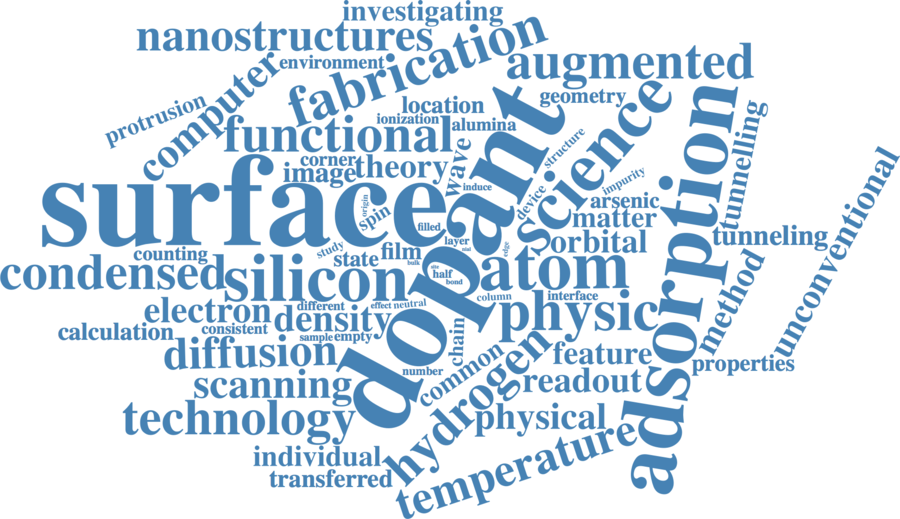 investigating
nanostructures
environment
fabrication
augmented
computer
protrusion
location
geometry
ionization
alumina
functional
corner
theory
image
wave
structure
science
tunnelling
adsorption
surface
origin
spin
induce
dopant
device
impurity
arsenic
matter
filled
layer
edge
orbital
tunneling
unconventional
counting
study
state
film
bulk
condensed
silicon
site
half
bond
atom
method
electron
different
effect
neutral
column
interface
calculation
consistent
density
physic
sample
empty
chain
diffusion
number
common
feature
properties
scanning
readout
technology
hydrogen
physical
individual
transferred
temperature